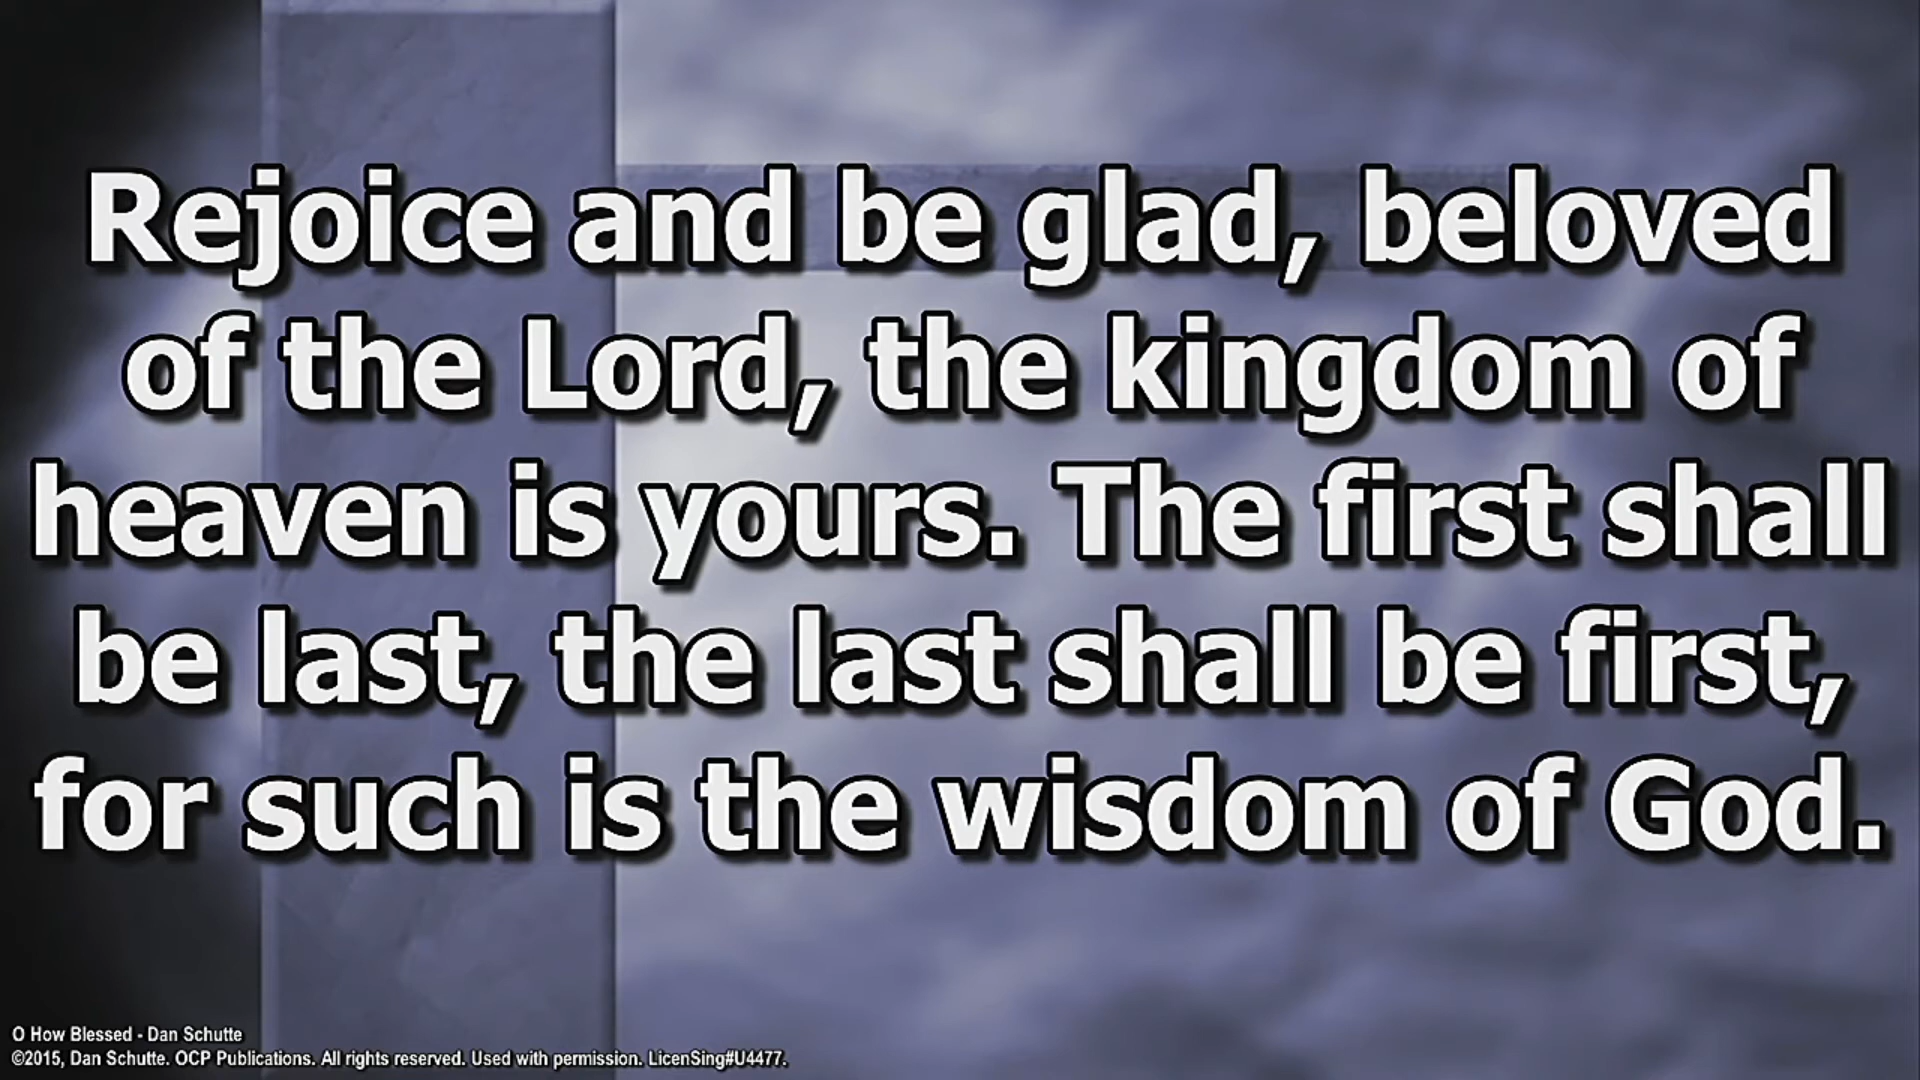 Rejoice and be glad, beloved
of the Lord, the kingdom of
heaven is yours. The first shall
be last, the last shall be first,
for such is the wisdom of God.
O How Blessed - Dan Schutte
©2015, Dan Schutte. OCP Publications. All rights reserved. Used with permission. LicenSing#U4477.